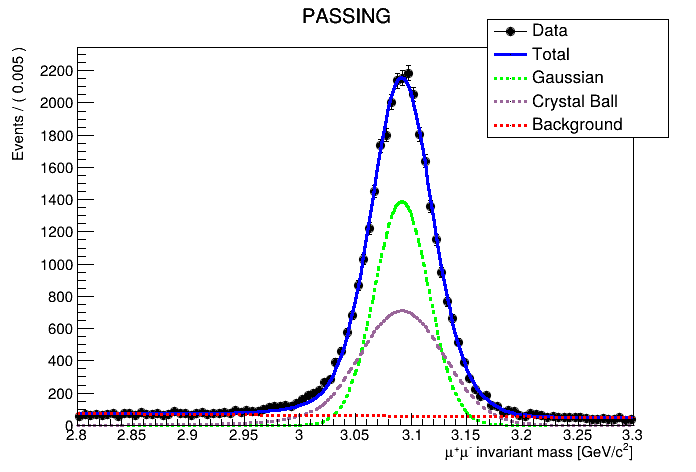 PASSING
Data
Total
Gaussian
Crystal Ball
Background
Events / ( 0.005 )
2200
2000
1800
1600
1400
1200
1000
800
600
400
200
0
2.8 2.85 2.9 2.95 3 3.05 3.1 3.15 3.2 3.25 3.3
μ⁺μ⁻ invariant mass [GeV/c²]